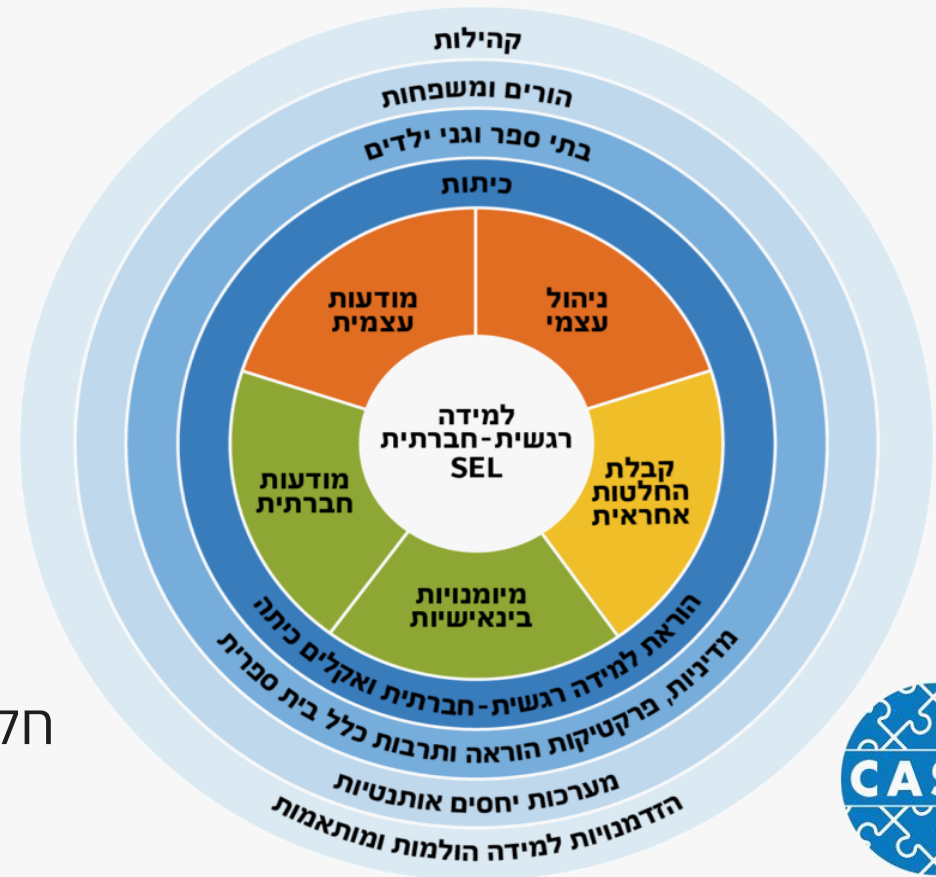 קהילות
הורים ומשפחות
בתי ספר וגני ילדים
כיתות
ניהול
עצמי
מודעות
עצמית
למידה
רגשית-חברתית
SEL
קבלת
החלטות
אחראית
מודעות
חברתית
מיומנויות
בינאישיות
הוראת למידה רגשית-חברתית ואקלים כיתה
מדיניות, פרקטיקות הוראה ותרבות כלל בית ספרית
מערכות יחסים אותנטיות
הזדמנויות למידה הולמות ומותאמות